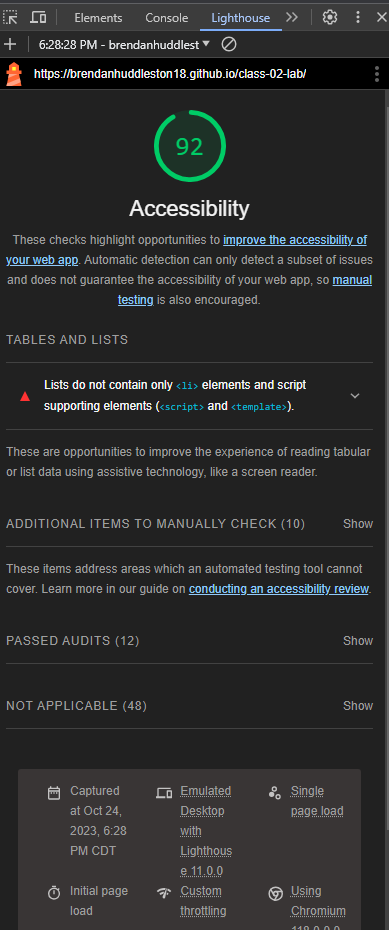 Elements Console Lighthouse
6:28:28 PM - brendanhuddlest
https://brendanhuddleston18.github.io/class-02-lab/
92
Accessibility
These checks highlight opportunities to improve the accessibility of
your web app. Automatic detection can only detect a subset of issues
and does not guarantee the accessibility of your web app, so manual
testing is also encouraged.
TABLES AND LISTS
Lists do not contain only <li> elements and script
supporting elements (<script> and <template>).
These are opportunities to improve the experience of reading tabular
or list data using assistive technology, like a screen reader.
ADDITIONAL ITEMS TO MANUALLY CHECK (10) Show
These items address areas which an automated testing tool cannot
cover. Learn more in our guide on conducting an accessibility review.
PASSED AUDITS (12) Show
NOT APPLICABLE (48) Show
Captured
at Oct 24,
2023, 6:28
PM CDT
Emulated
Desktop
with
Lighthous
e 11.0.0
Single
page load
Initial page
load
Custom
throttling
Using
Chromium
118.0.0.0